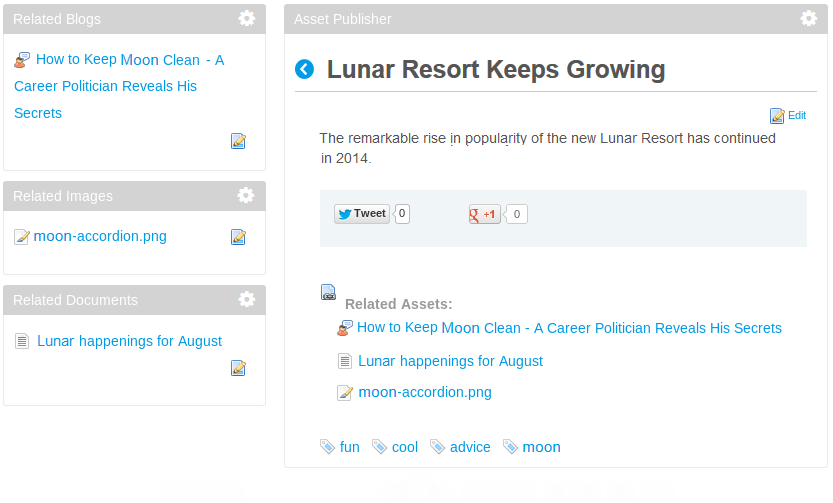 Related Blogs
How to Keep Moon Clean - A
Career Politician Reveals His
Secrets
Related Images
moon-accordion.png
Related Documents
Lunar happenings for August
Asset Publisher
Lunar Resort Keeps Growing
Edit
The remarkable rise in popularity of the new Lunar Resort has continued
in 2014.
Tweet 0 g +1 0
Related Assets:
How to Keep Moon Clean - A Career Politician Reveals His Secrets
Lunar happenings for August
moon-accordion.png
fun cool advice moon